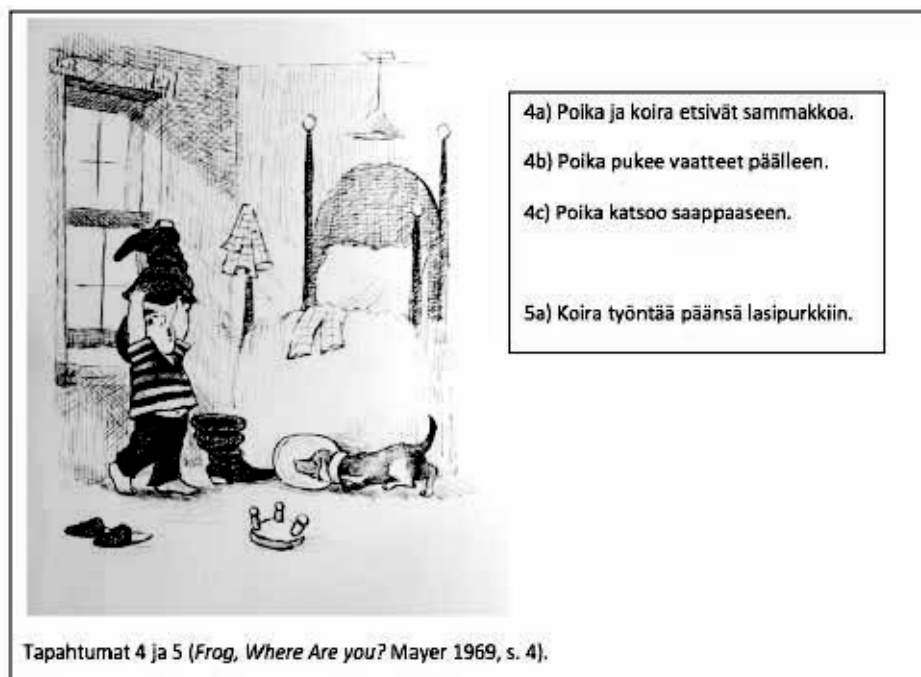 4a) Poika ja koira etsivät sammakkoa.
4b) Poika pukee vaatteet päälleen.
4c) Poika katsoo saappaaseen.
5a) Koira työntää päänsä lasipurkkiin.
Tapahtumat 4 ja 5 (Frog, Where Are you? Mayer 1969, s. 4).